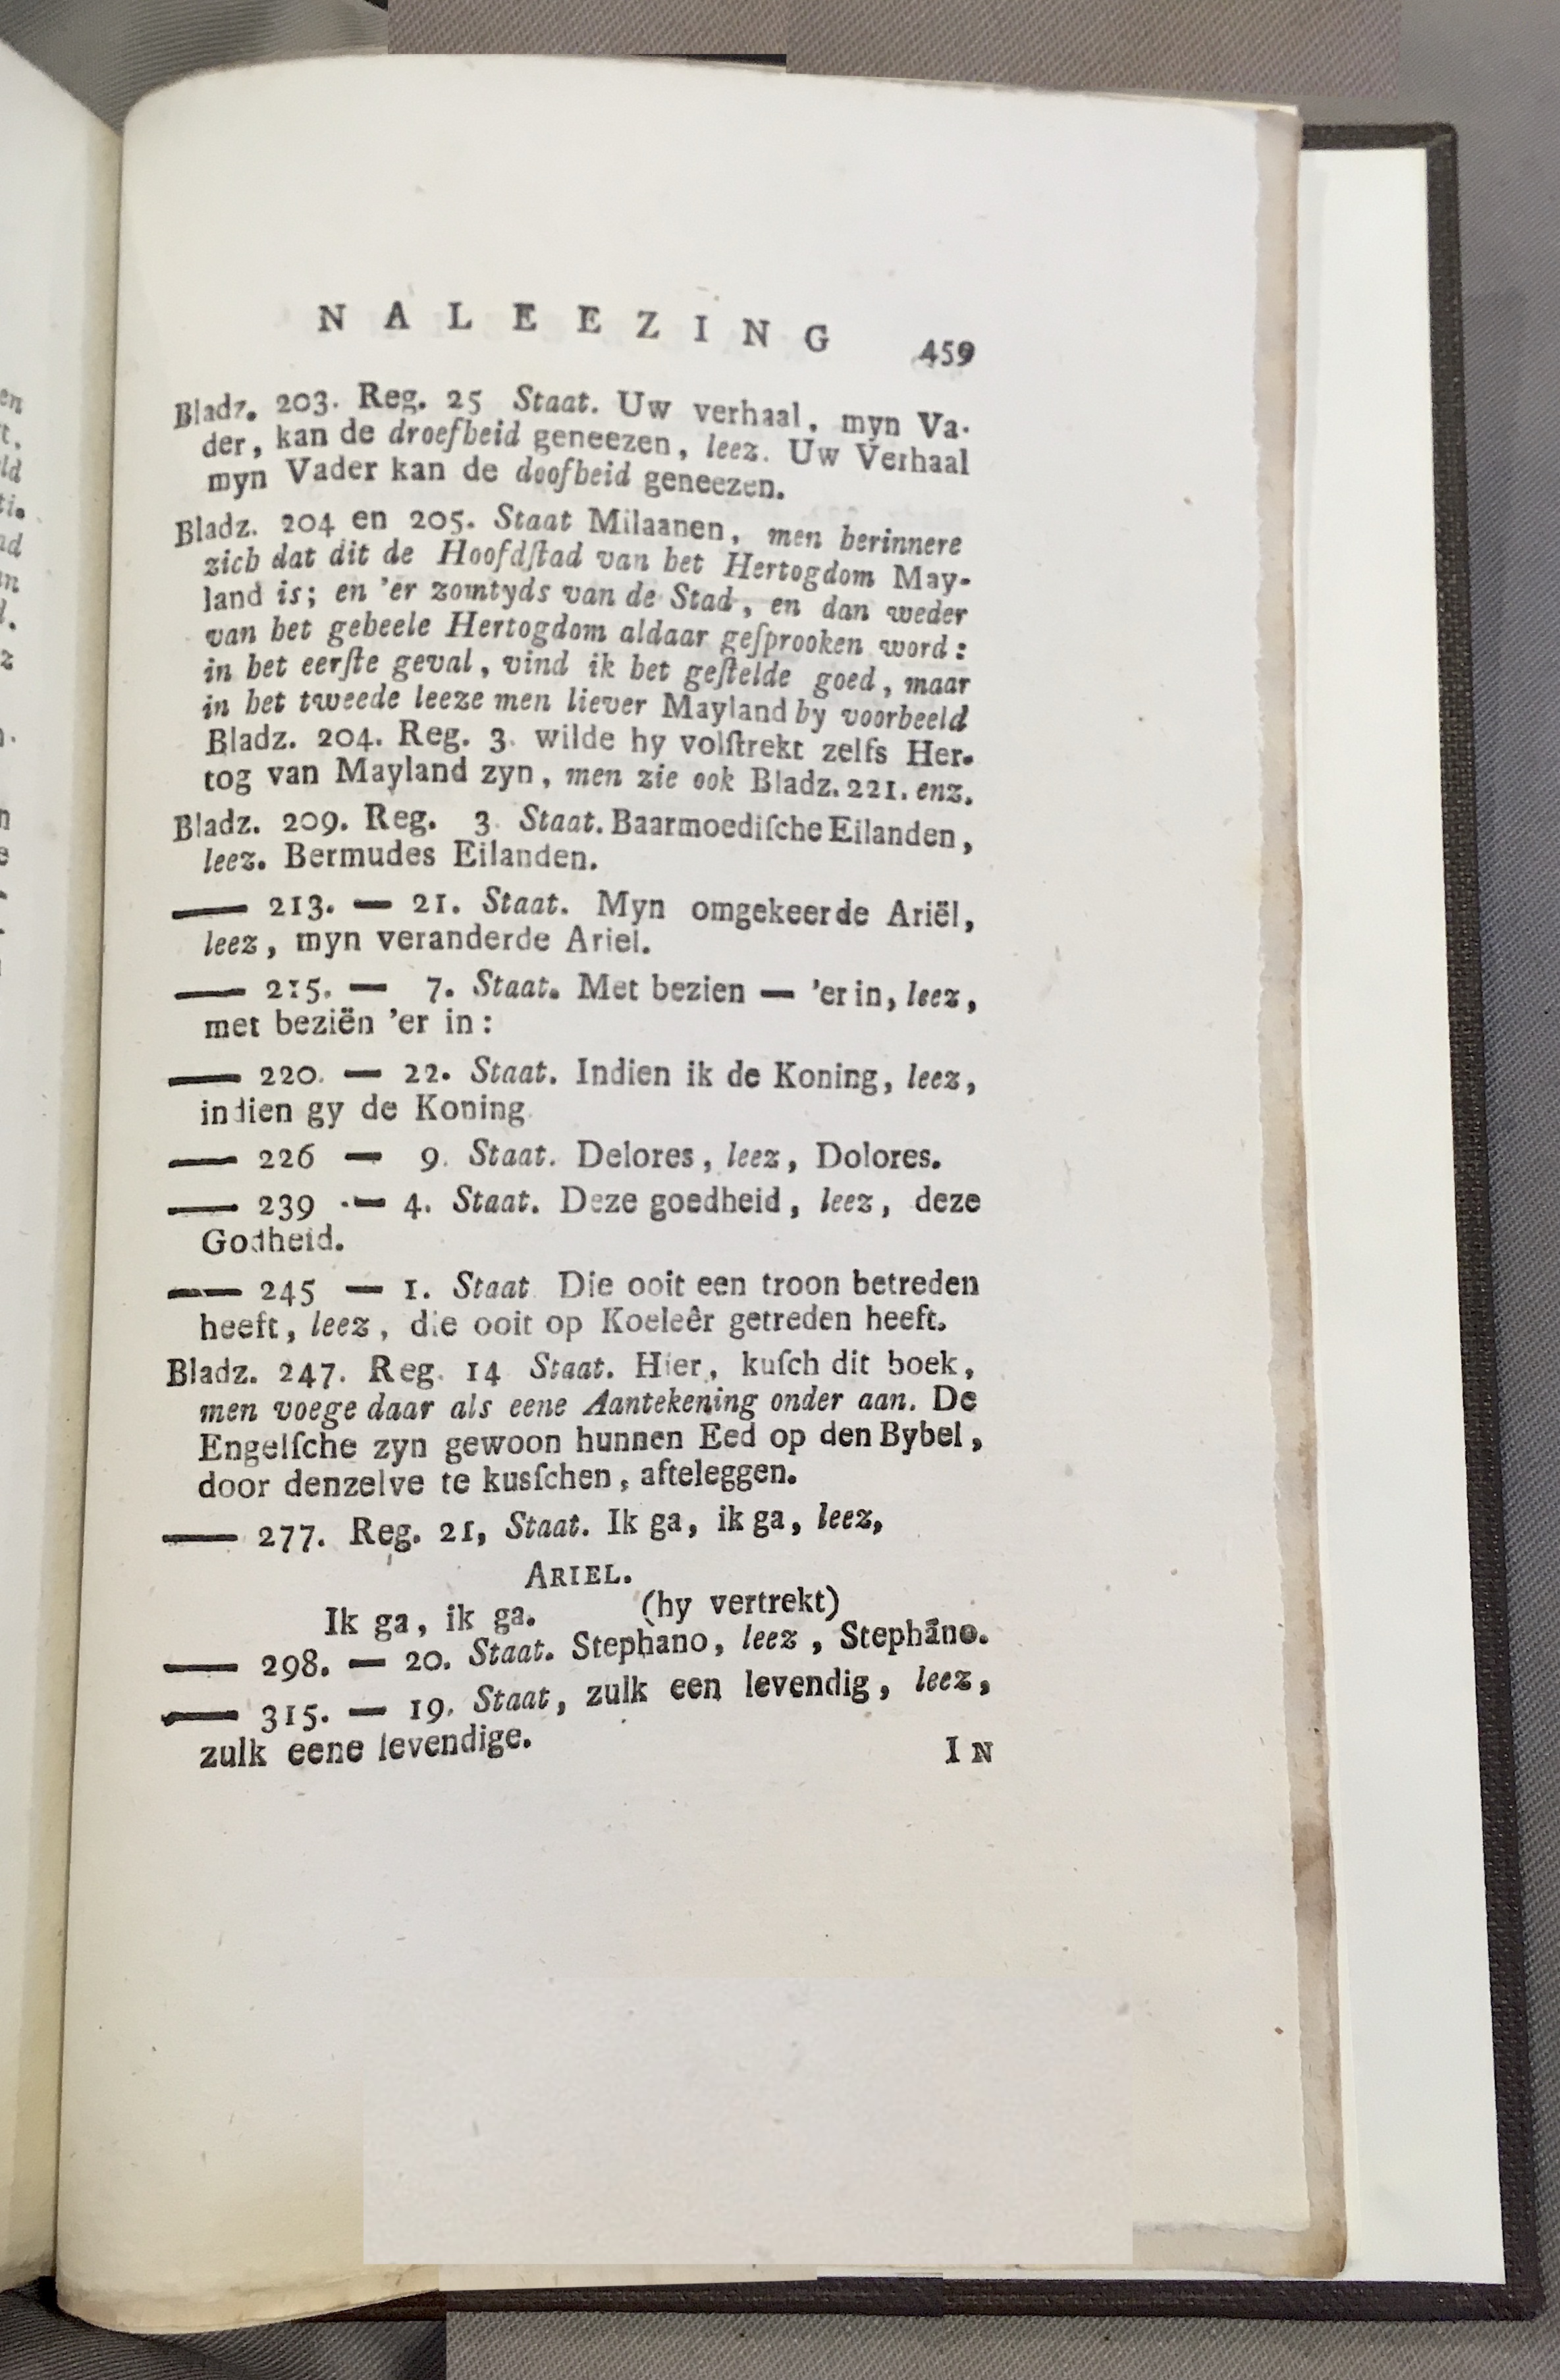 NALEEZING 459
Bladz. 203. Reg. 25 Staat. Uw verhaal, myn Va-
der, kan de droefheid geneezen, leez. Uw Verhaal
myn Vader kan de doofheid geneezen.
Bladz. 204 en 205. Staat Milaanen, men herinnere
zich dat dit de Hoofdſtad van het Hertogdom May-
land is; en 'er zomtyds van de Stad, en dan weder
van het geheele Hertogdom aldaar geſprooken word:
in het eerſte geval, vind ik het geſtelde goed, maar
in het tweede leeze men liever Mayland by voorbeeld
Bladz. 204. Reg. 3. wilde hy volſtrekt zelfs Her-
tog van Mayland zyn, men zie ook Bladz. 221. enz.
Bladz. 209. Reg. 3. Staat. Baarmoediſche Eilanden,
leez. Bermudes Eilanden.
— 213. — 21. Staat. Myn omgekeerde Ariël,
leez, myn veranderde Ariel.
— 215. — 7. Staat. Met bezien — 'er in, leez,
met beziën 'er in:
— 220. — 22. Staat. Indien ik de Koning, leez,
indien gy de Koning.
— 226 — 9. Staat. Delores, leez, Dolores.
— 239 — 4. Staat. Deze goedheid, leez, deze
Godheid.
— 245 — 1. Staat Die ooit een troon betreden
heeft, leez, die ooit op Koeleêr getreden heeft.
Bladz. 247. Reg. 14 Staat. Hier, kuſch dit boek,
men voege daar als eene Aantekening onder aan. De
Engelſche zyn gewoon hunnen Eed op den Bybel,
door denzelve te kusſchen, afteleggen.
— 277. Reg. 21, Staat. Ik ga, ik ga, leez,
ARIEL.
Ik ga, ik ga. (hy vertrekt)
— 298. — 20. Staat. Stephano, leez, Stephāno.
— 315. — 19. Staat, zulk een levendig, leez,
zulk eene levendige.
IN